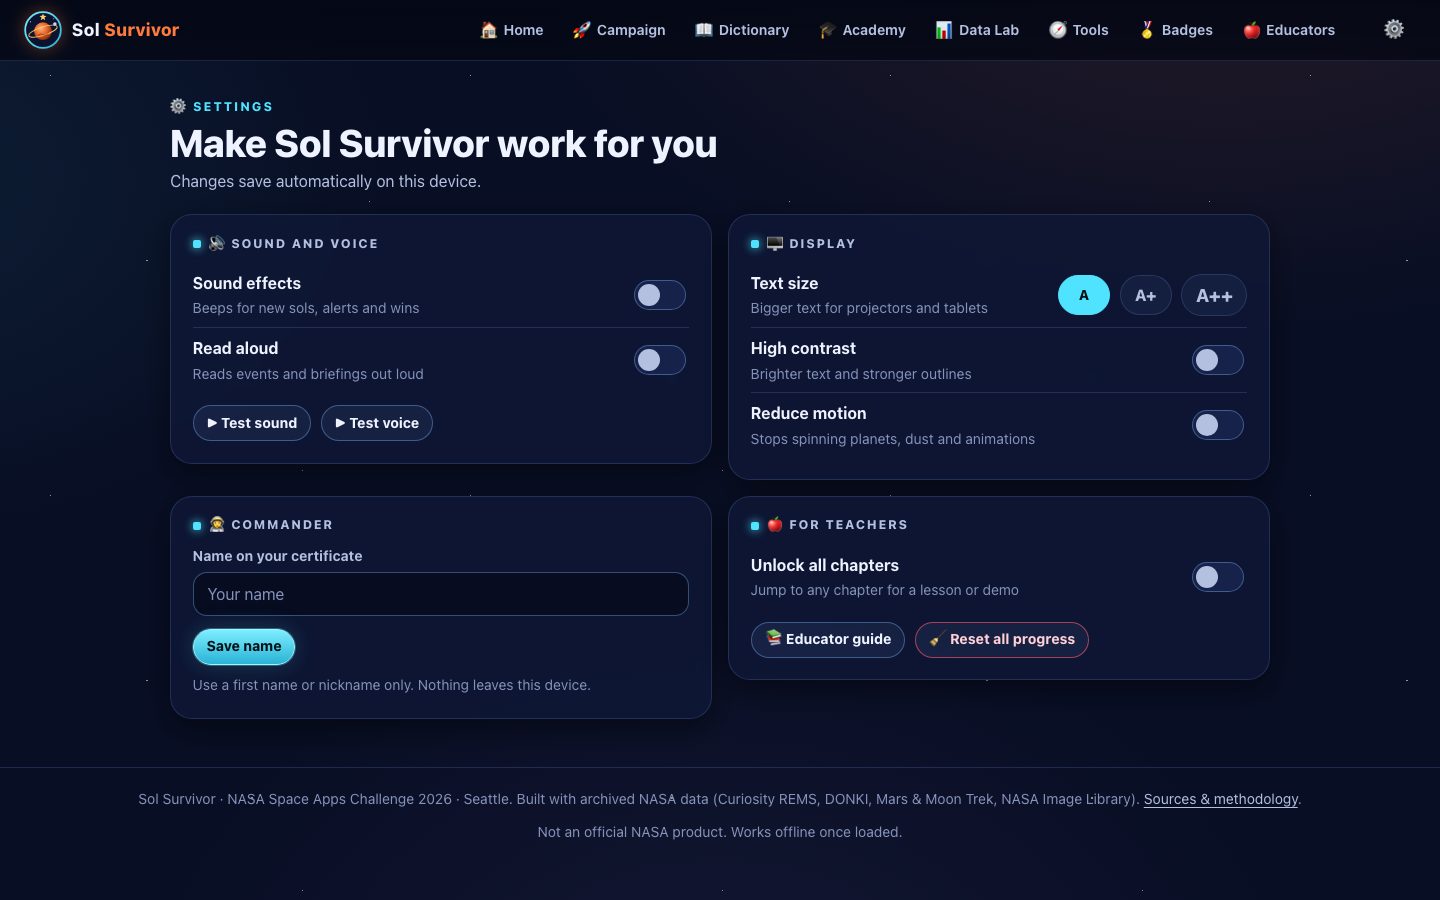 Sol Survivor
Home
Campaign
Dictionary
Academy
Data Lab
Tools
Badges
Educators
SETTINGS
Make Sol Survivor work for you
Changes save automatically on this device.
SOUND AND VOICE
Sound effects
Beeps for new sols, alerts and wins
Read aloud
Reads events and briefings out loud
Test sound
Test voice
DISPLAY
Text size
Bigger text for projectors and tablets
A
A+
A++
High contrast
Brighter text and stronger outlines
Reduce motion
Stops spinning planets, dust and animations
COMMANDER
Name on your certificate
Your name
Save name
Use a first name or nickname only. Nothing leaves this device.
FOR TEACHERS
Unlock all chapters
Jump to any chapter for a lesson or demo
Educator guide
Reset all progress
Sol Survivor · NASA Space Apps Challenge 2026 · Seattle. Built with archived NASA data (Curiosity REMS, DONKI, Mars & Moon Trek, NASA Image Library). Sources & methodology.
Not an official NASA product. Works offline once loaded.